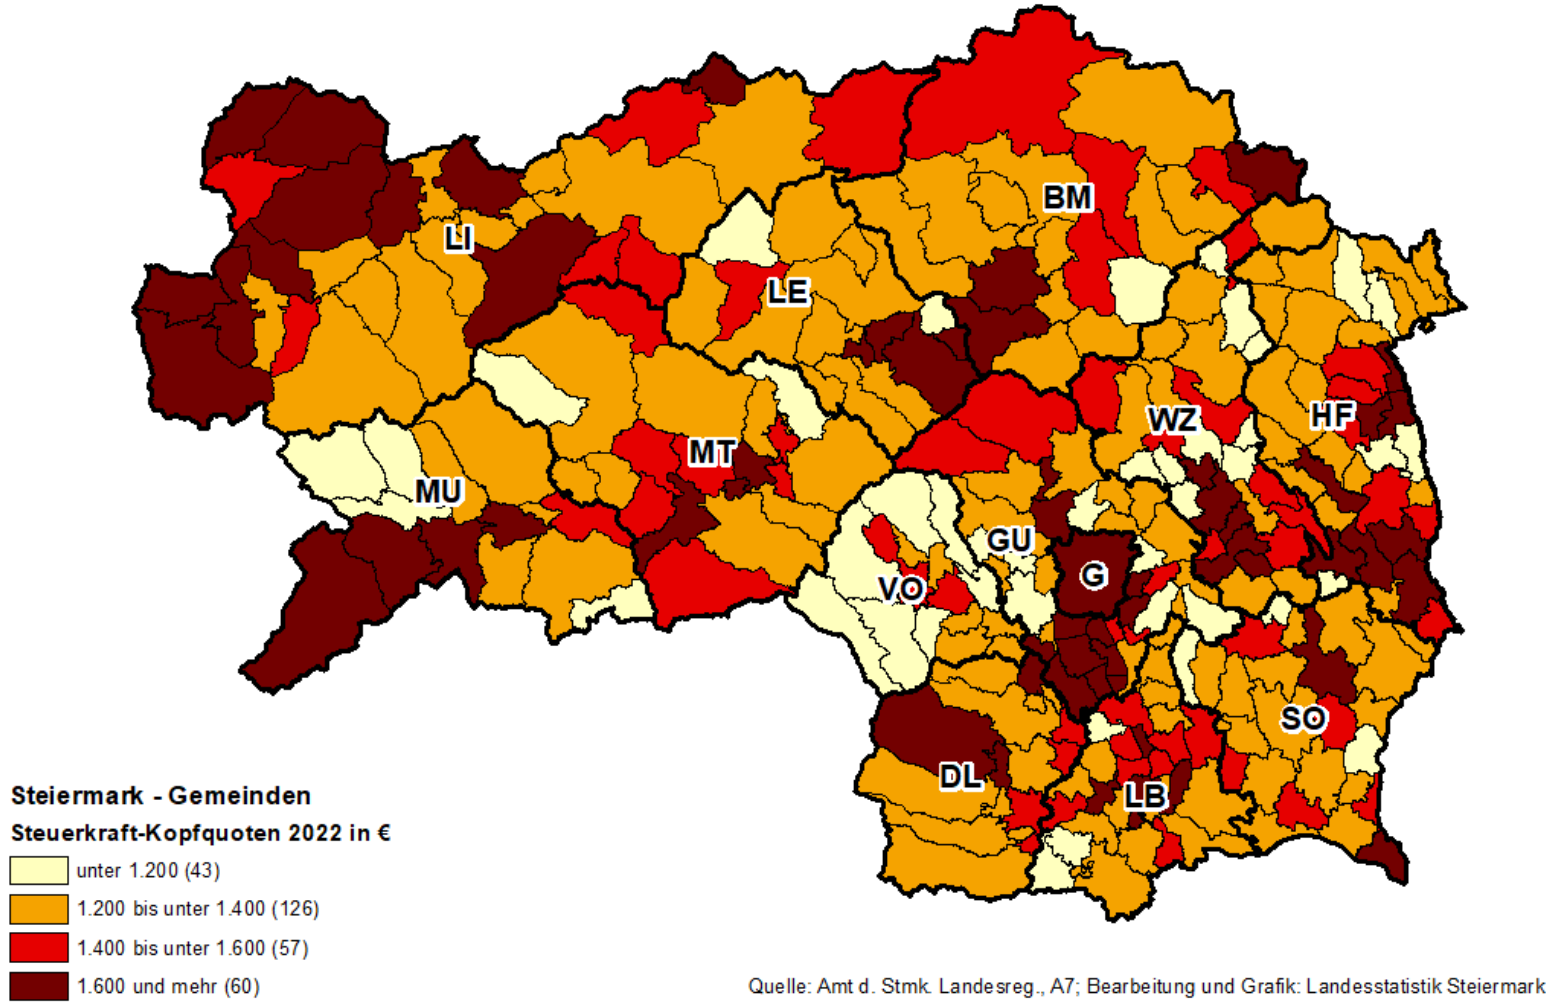 BM
LI
LE
WZ
HF
MT
MU
GU
G
VO
SO
DL
LB
Steiermark - Gemeinden
Steuerkraft-Kopfquoten 2022 in €
unter 1.200 (43)
1.200 bis unter 1.400 (126)
1.400 bis unter 1.600 (57)
1.600 und mehr (60)
Quelle: Amt d. Stmk. Landesreg., A7; Bearbeitung und Grafik: Landesstatistik Steiermark